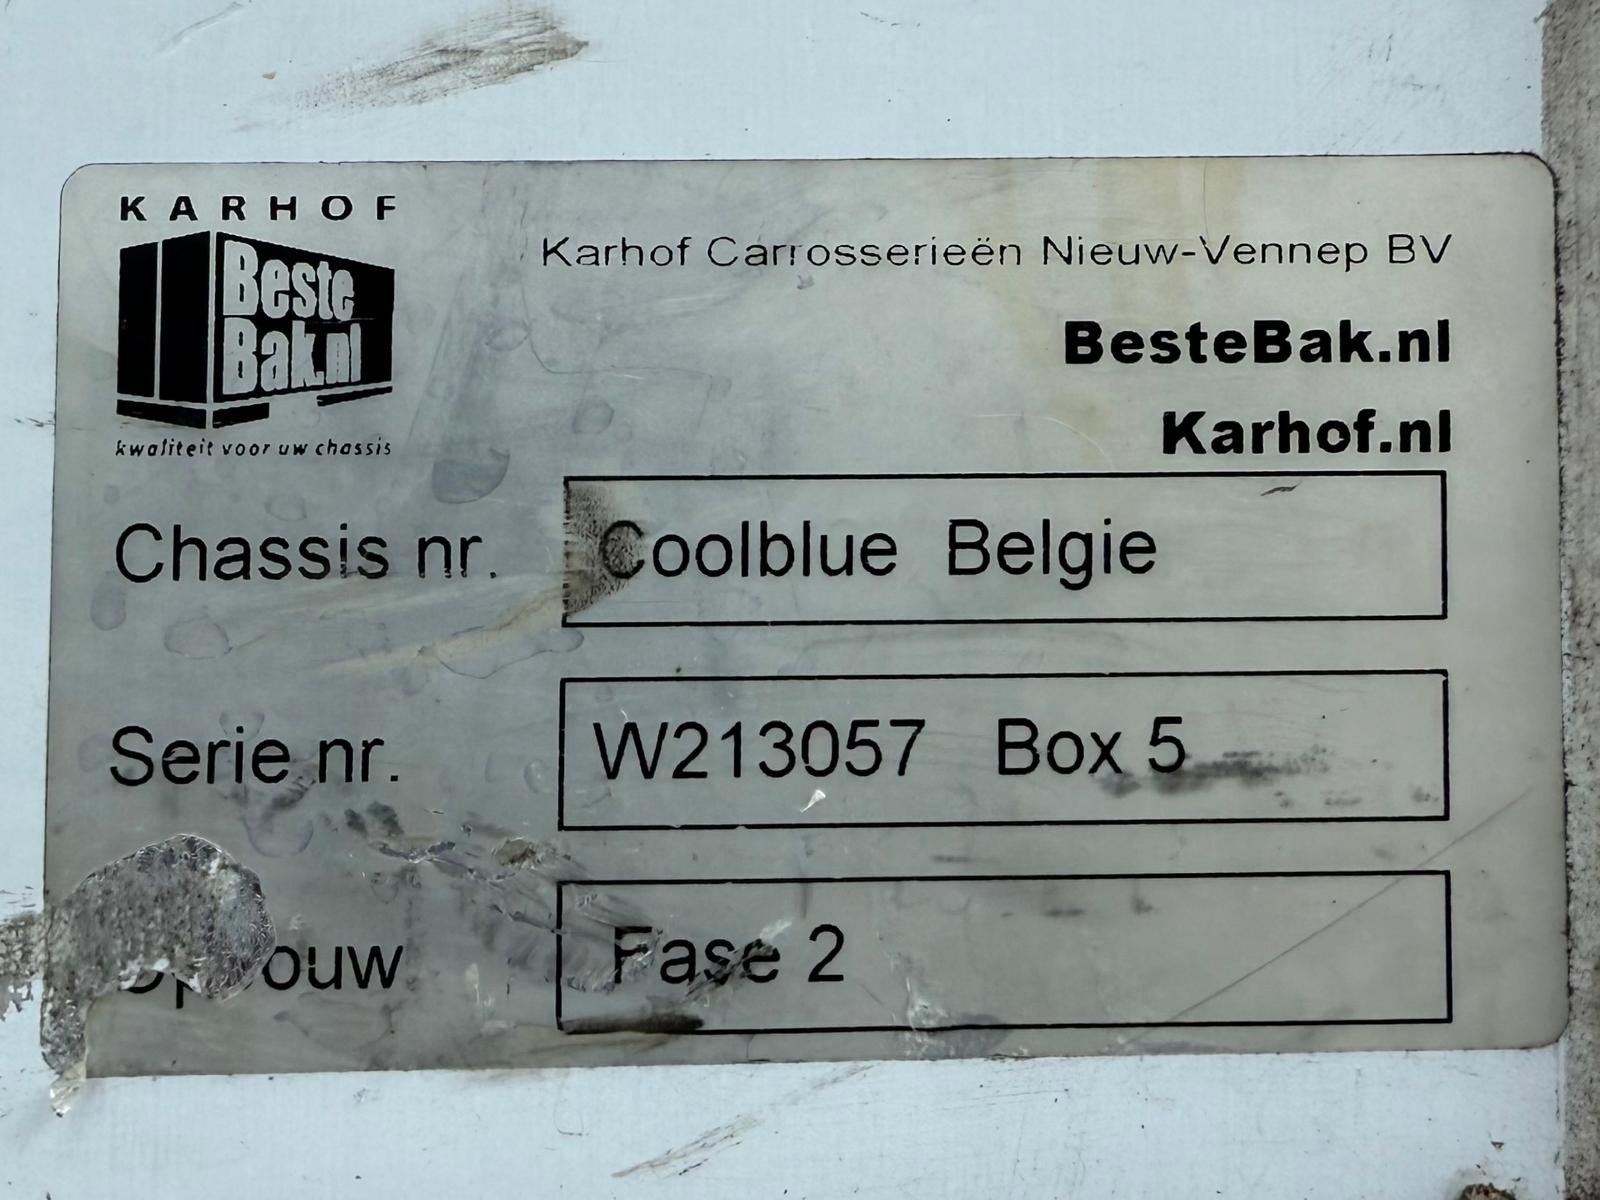 KARHOF
Beste
Bak.nl
kwaliteit voor uw chassis
Karhof Carrosserieën Nieuw-Vennep BV
BesteBak.nl
Karhof.nl
Chassis nr. Coolblue Belgie
Serie nr. W213057 Box 5
Fase 2